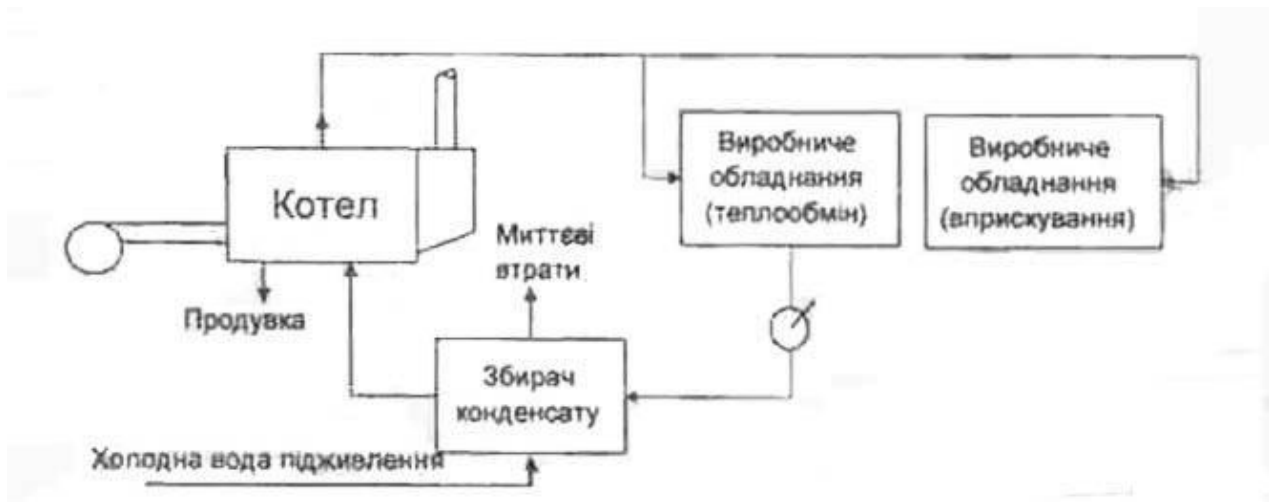 Котел
Продувка
Миттєві
втрати
Виробниче
обладнання
(теплообмін)
Виробниче
обладнання
(вприскування)
Збирач
конденсату
Холодна вода підживлення